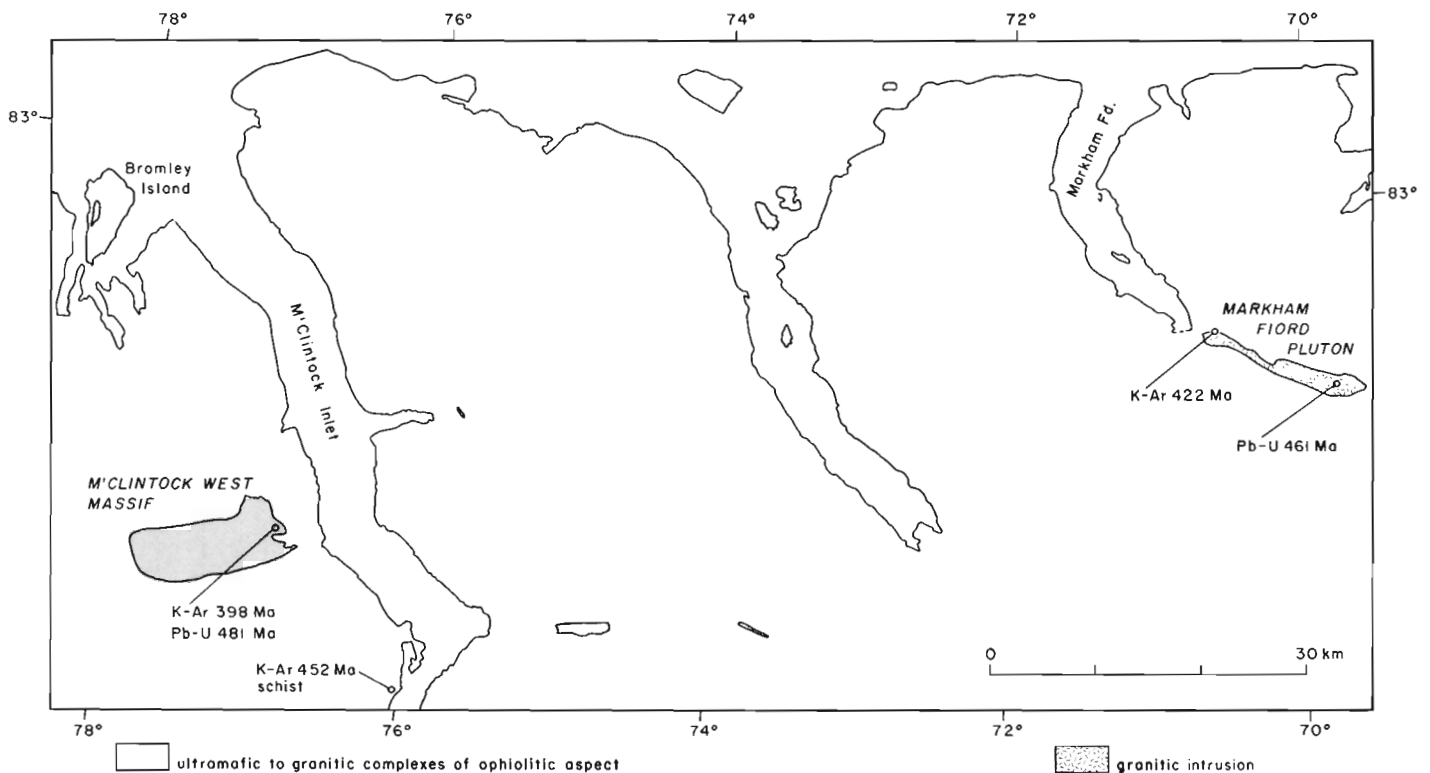 78° 76° 74° 72° 70°
83°
83°
Bromley
Island
Markham Fd.
M'Clintock Inlet
MARKHAM
FIORD
PLUTON
K-Ar 422 Ma
Pb-U 461 Ma
M'CLINTOCK WEST
MASSIF
K-Ar 398 Ma
Pb-U 481 Ma
K-Ar 452 Ma
schist
0 30 km
78° 76° 74° 72° 70°
ultramafic to granitic complexes of ophiolitic aspect
granitic intrusion